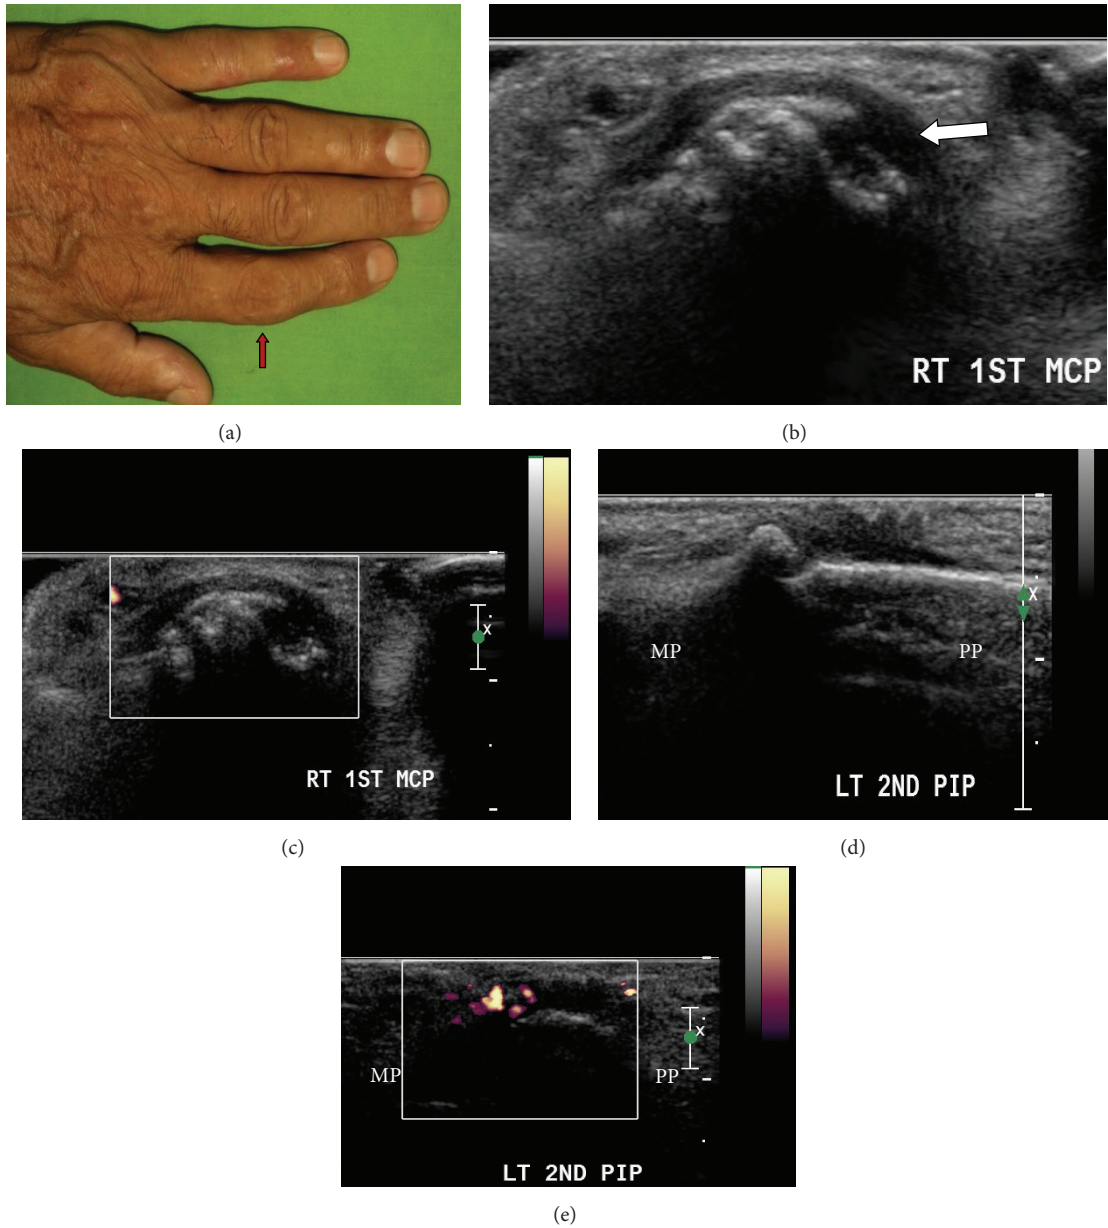 RT 1ST MCP
(a)
(b)
X
RT 1ST MCP
MP
PP
X
LT 2ND PIP
(c)
(d)
X
MP
PP
LT 2ND PIP
(e)